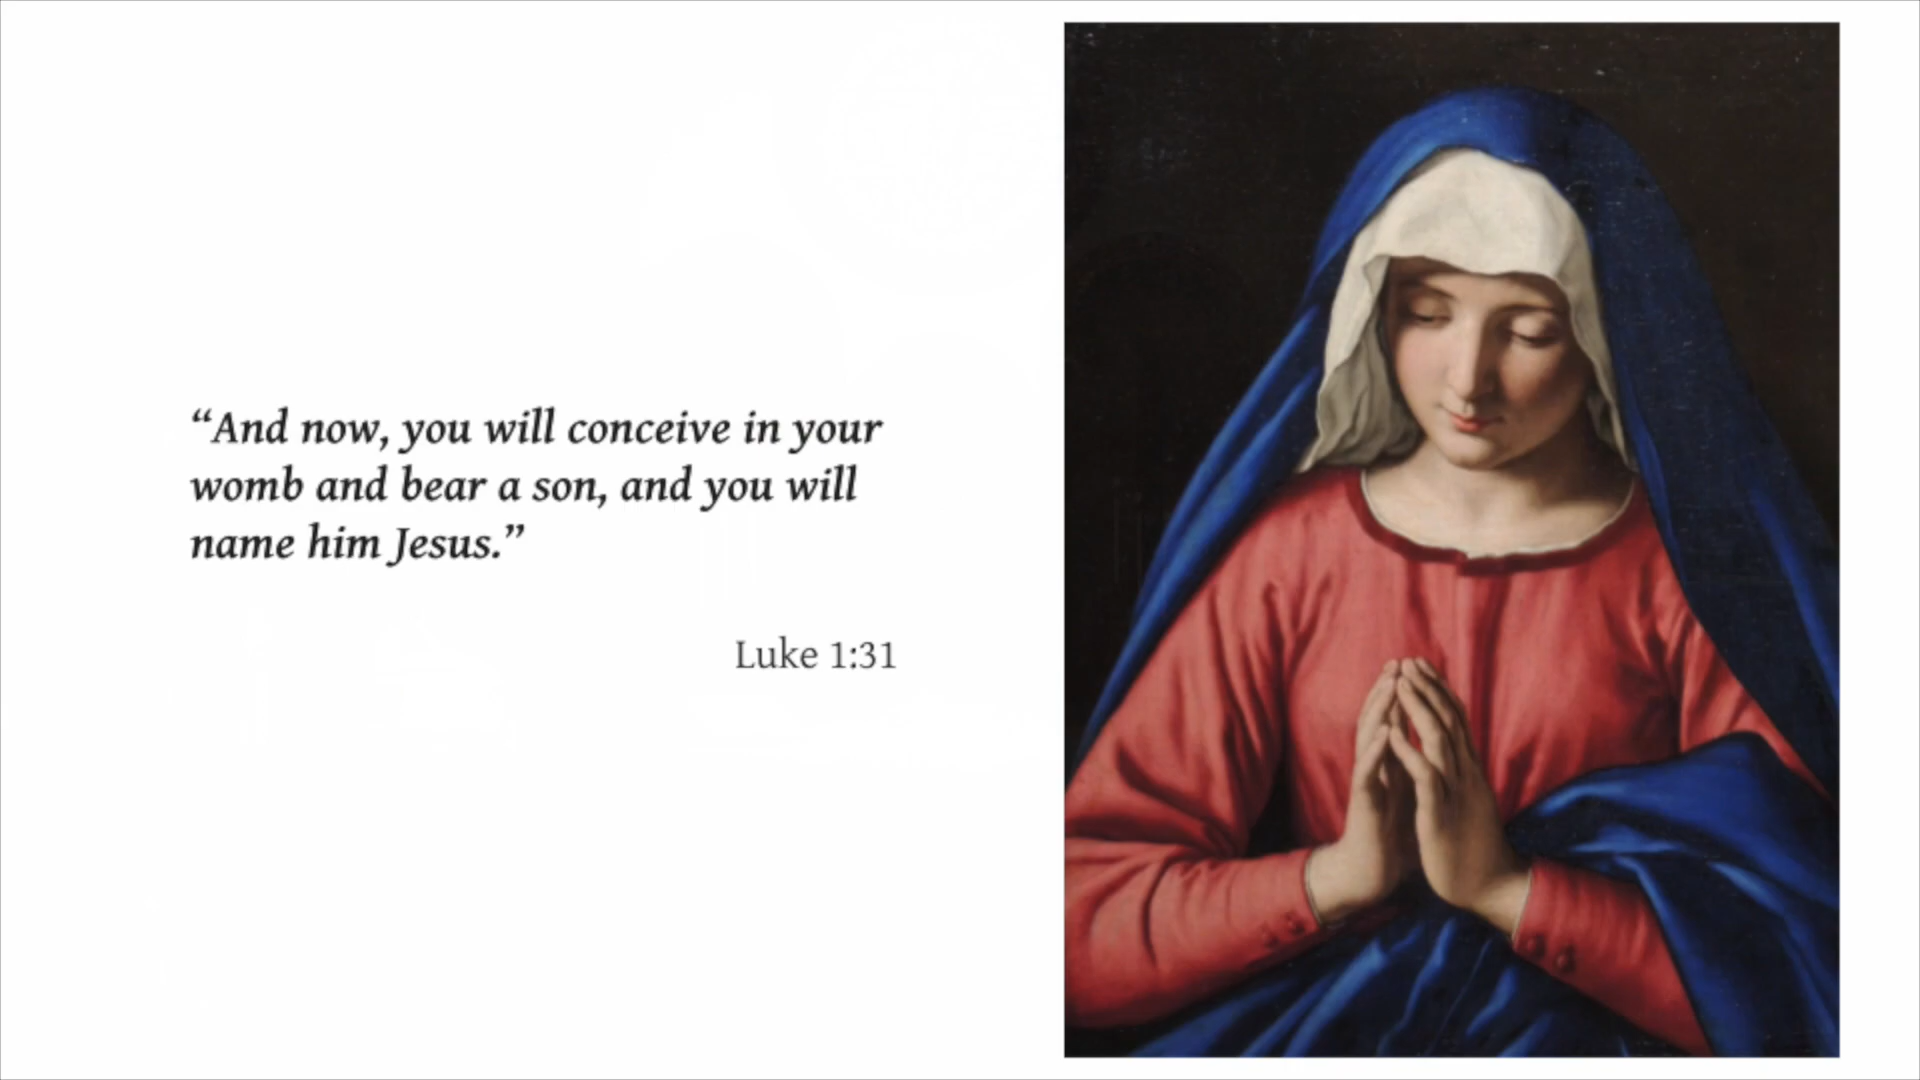 “And now, you will conceive in your
womb and bear a son, and you will
name him Jesus.”
Luke 1:31